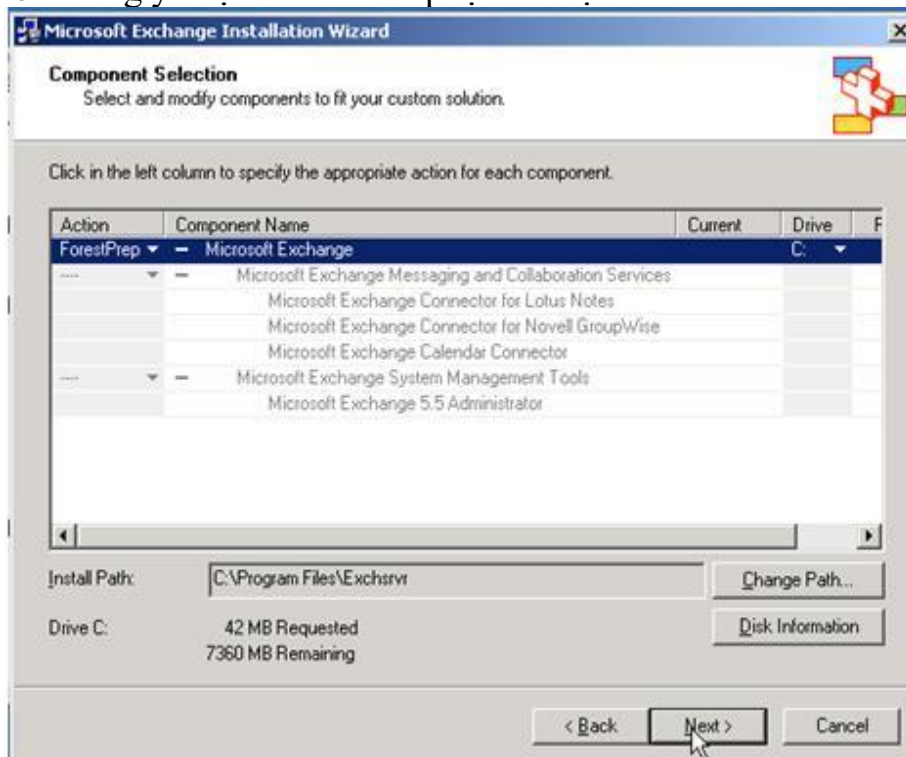 Microsoft Exchange Installation Wizard
Component Selection
Select and modify components to fit your custom solution.
Click in the left column to specify the appropriate action for each component.
Action Component Name Current Drive F
ForestPrep Microsoft Exchange C:
.... Microsoft Exchange Messaging and Collaboration Services
Microsoft Exchange Connector for Lotus Notes
Microsoft Exchange Connector for Novell GroupWise
Microsoft Exchange Calendar Connector
.... Microsoft Exchange System Management Tools
Microsoft Exchange 5.5 Administrator
Install Path: C:\Program Files\Exchsrvr Change Path...
Drive C: 42 MB Requested Disk Information
7360 MB Remaining
< Back Next > Cancel